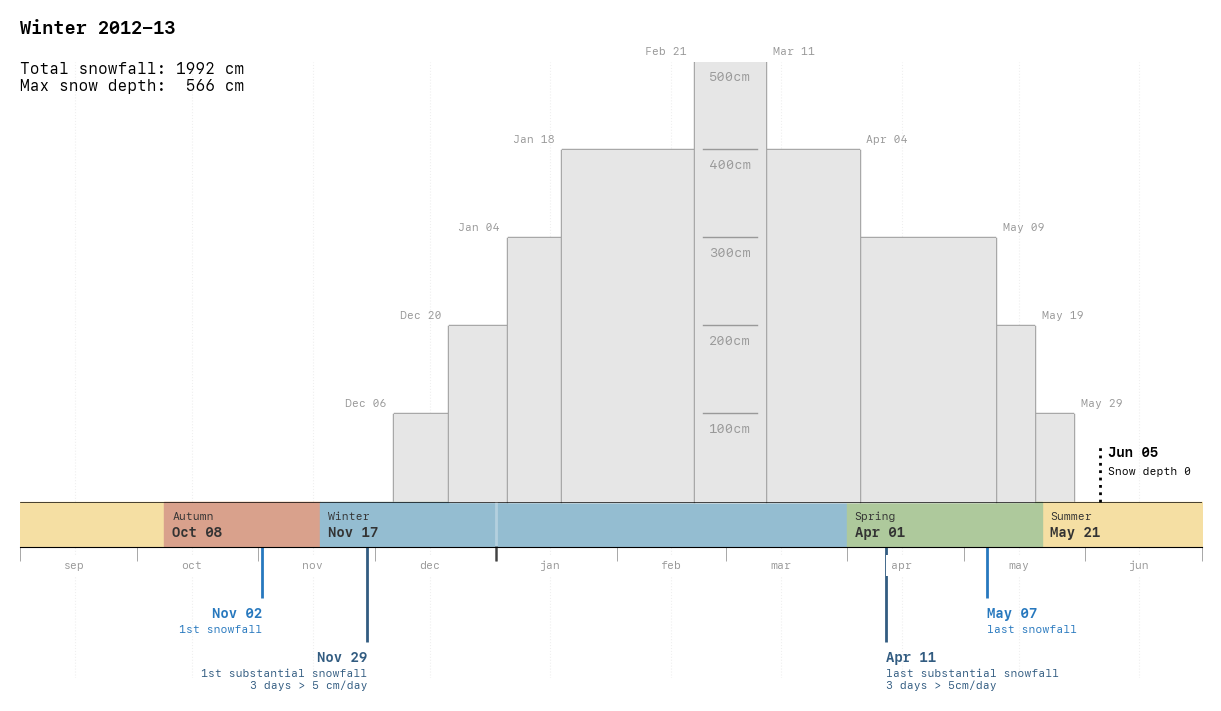 Winter 2012–13
Total snowfall: 1992 cm
Max snow depth:  566 cm
Feb 21
Mar 11
500cm
Jan 18
Apr 04
400cm
Jan 04
May 09
300cm
Dec 20
May 19
200cm
Dec 06
May 29
100cm
Jun 05
Snow depth 0
Autumn
Oct 08
Winter
Nov 17
Spring
Apr 01
Summer
May 21
sep
oct
nov
dec
jan
feb
mar
apr
may
jun
Nov 02
1st snowfall
May 07
last snowfall
Nov 29
1st substantial snowfall
3 days > 5 cm/day
Apr 11
last substantial snowfall
3 days > 5cm/day